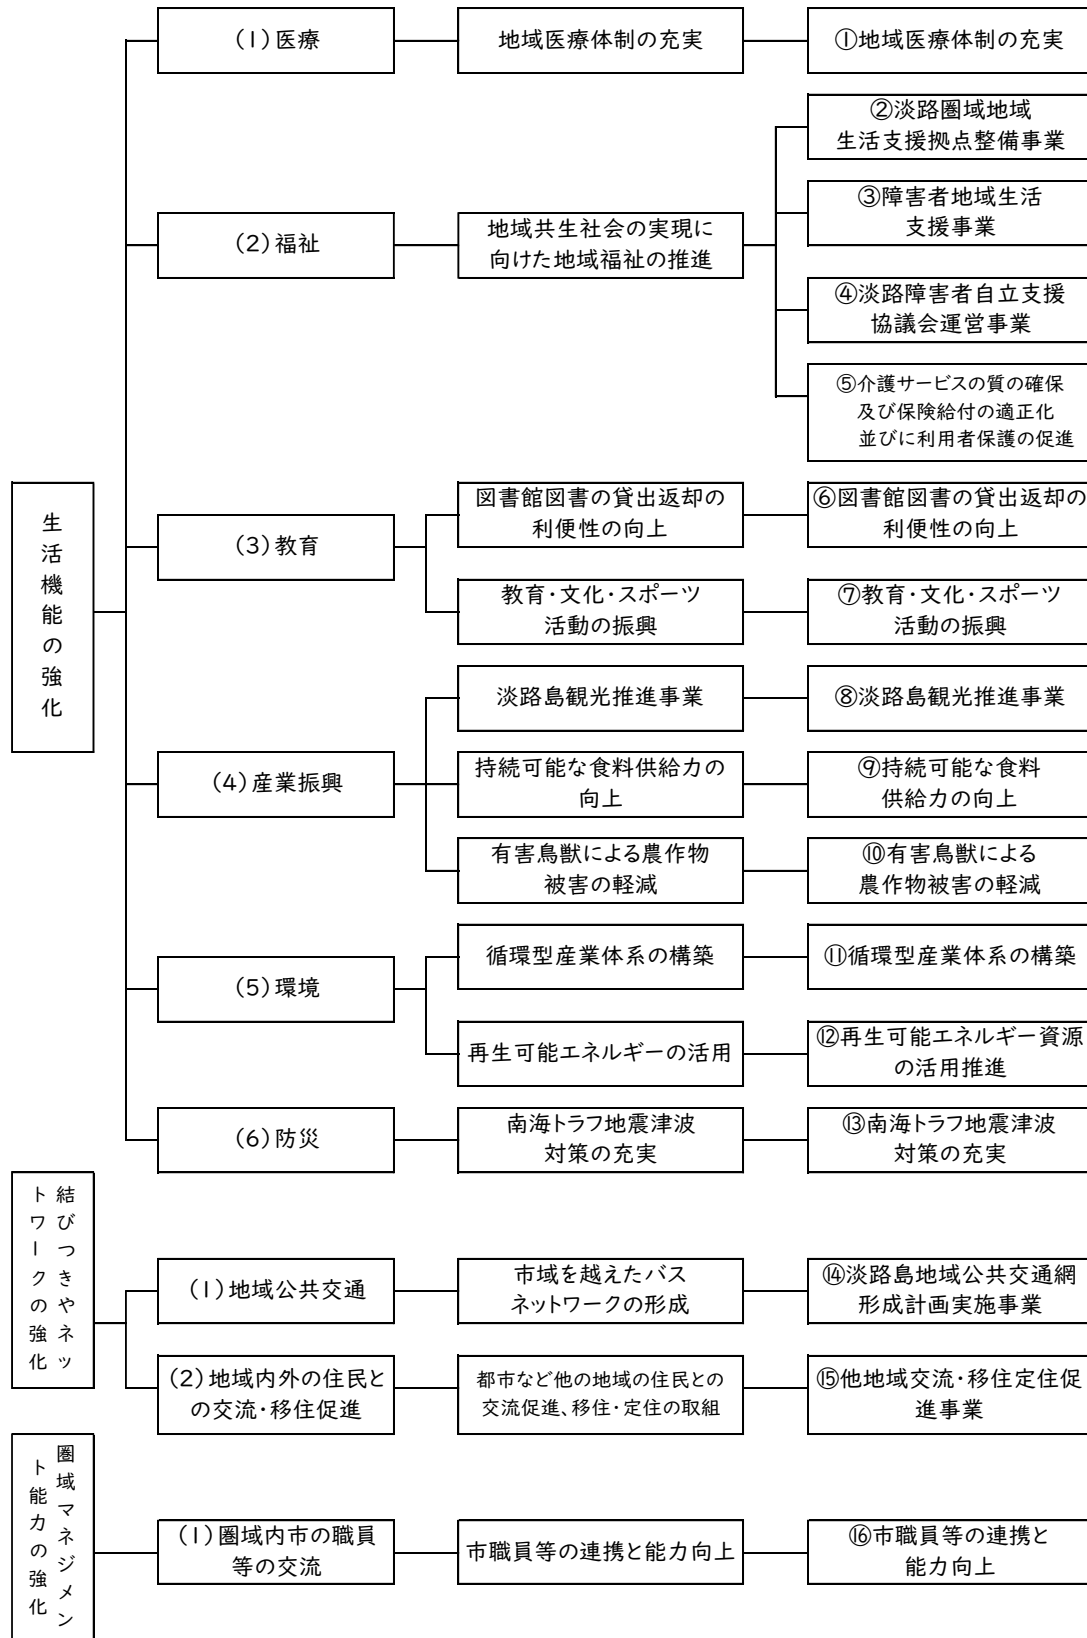 生活機能の強化
(1)医療
地域医療体制の充実
①地域医療体制の充実
(2)福祉
地域共生社会の実現に
向けた地域福祉の推進
②淡路圏域地域
生活支援拠点整備事業
③障害者地域生活
支援事業
④淡路障害者自立支援
協議会運営事業
⑤介護サービスの質の確保
及び保険給付の適正化
並びに利用者保護の促進
(3)教育
図書館図書の貸出返却の
利便性の向上
⑥図書館図書の貸出返却の
利便性の向上
教育・文化・スポーツ
活動の振興
⑦教育・文化・スポーツ
活動の振興
(4)産業振興
淡路島観光推進事業
⑧淡路島観光推進事業
持続可能な食料供給力の
向上
⑨持続可能な食料
供給力の向上
有害鳥獣による農作物
被害の軽減
⑩有害鳥獣による
農作物被害の軽減
(5)環境
循環型産業体系の構築
⑪循環型産業体系の構築
再生可能エネルギーの活用
⑫再生可能エネルギー資源
の活用推進
(6)防災
南海トラフ地震津波
対策の充実
⑬南海トラフ地震津波
対策の充実
結びつきやネッ
トワークの強化
(1)地域公共交通
市域を越えたバス
ネットワークの形成
⑭淡路島地域公共交通網
形成計画実施事業
(2)地域内外の住民と
の交流・移住促進
都市など他の地域の住民との
交流促進、移住・定住の取組
⑮他地域交流・移住定住促
進事業
圏域マネジメン
ト能力の強化
(1)圏域内市の職員
等の交流
市職員等の連携と能力向上
⑯市職員等の連携と
能力向上